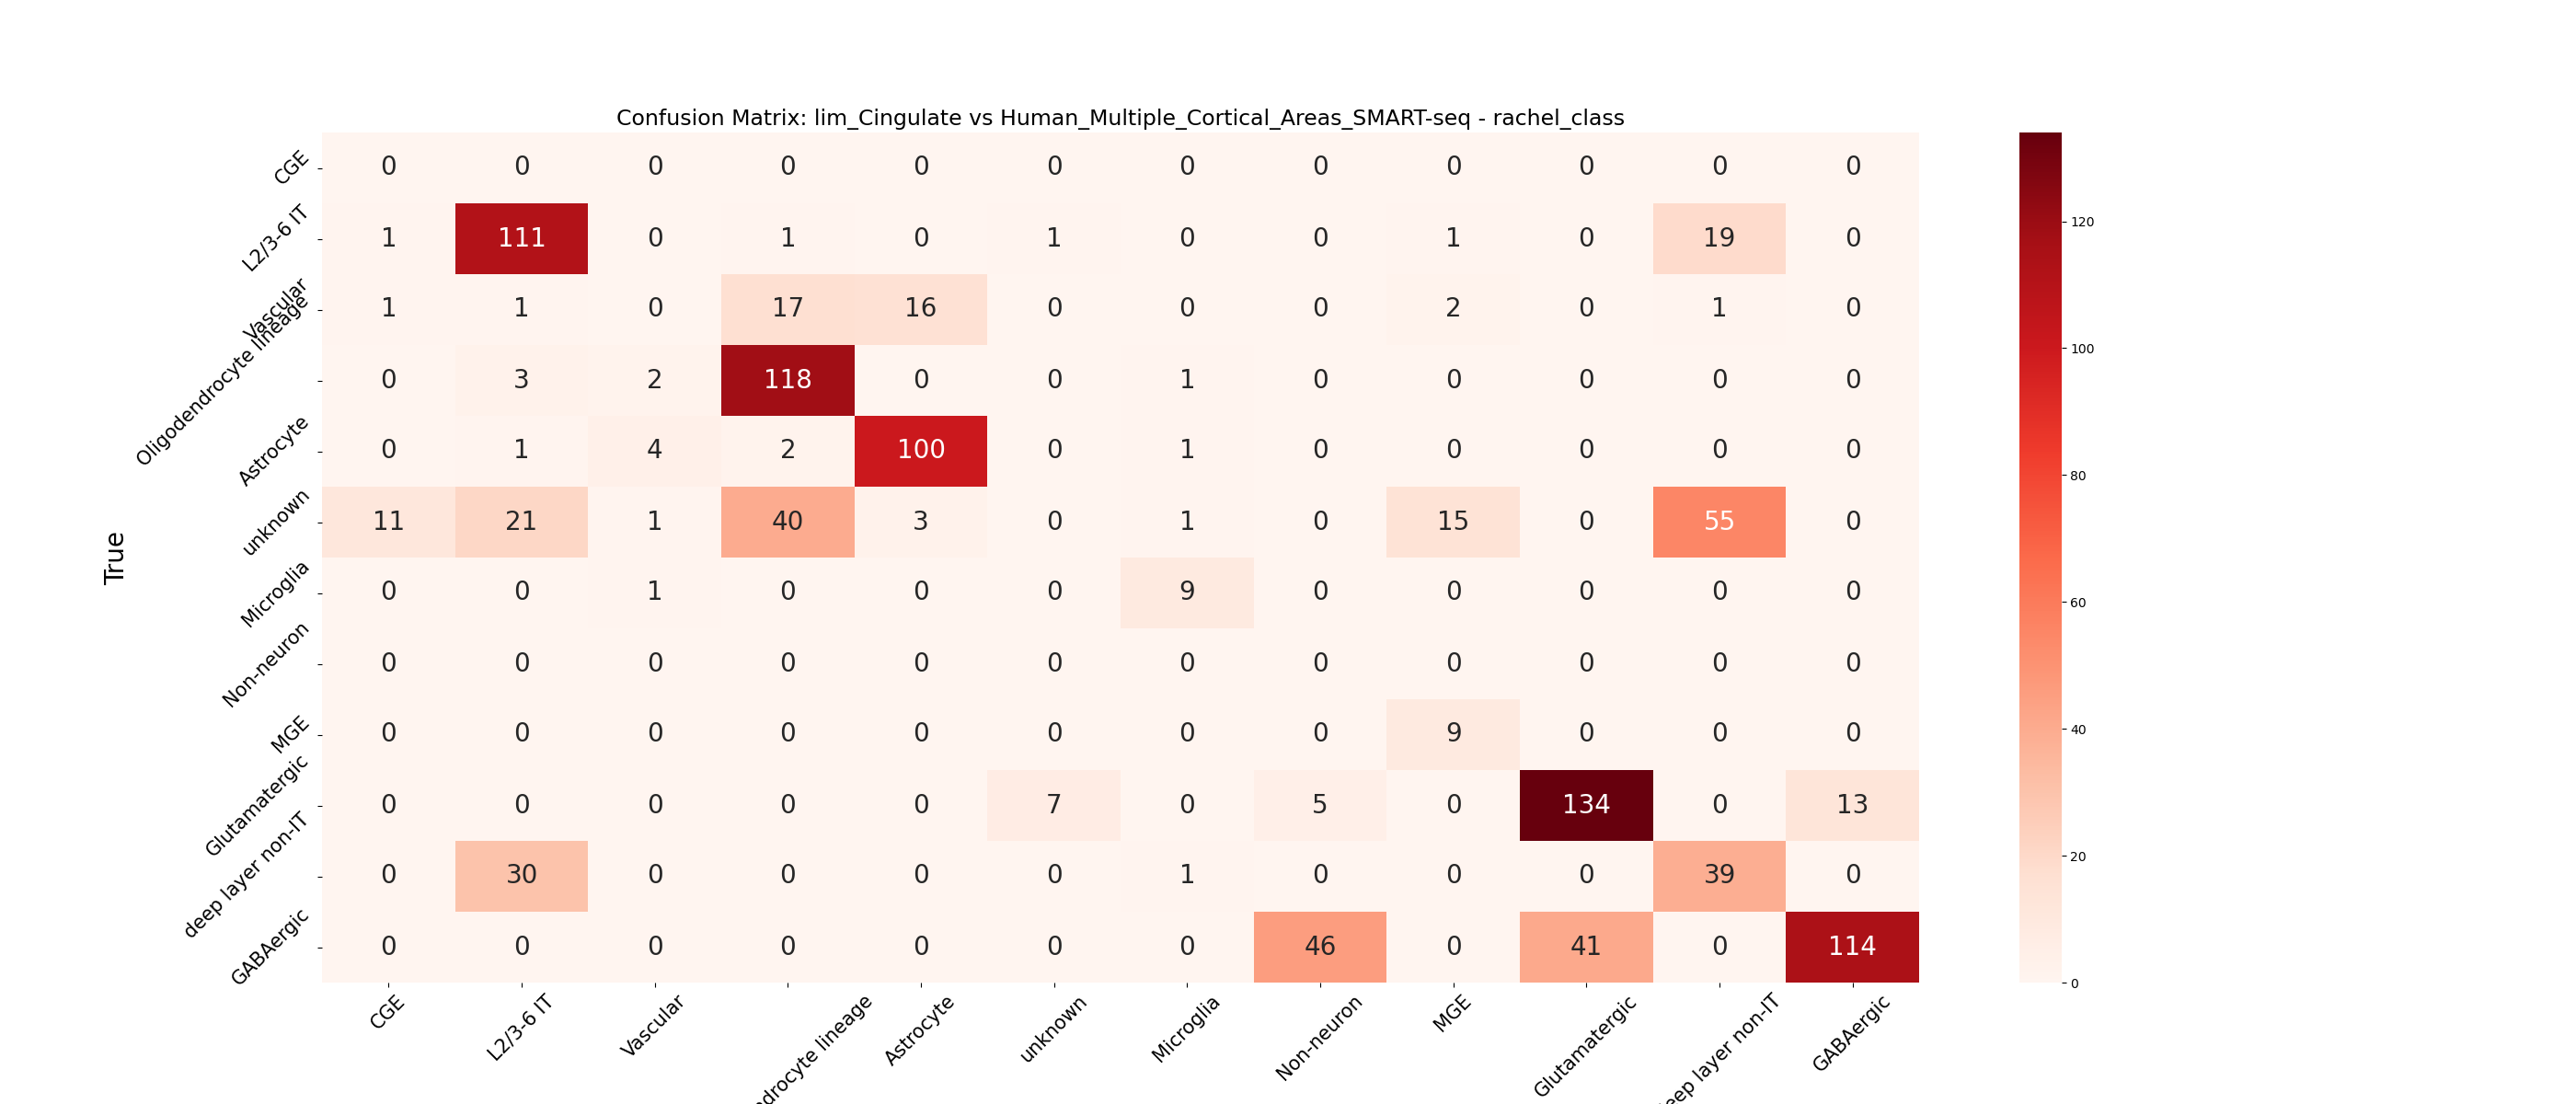 Confusion Matrix: lim_Cingulate vs Human_Multiple_Cortical_Areas_SMART-seq - rachel_class
True
CGE 0 0 0 0 0 0 0 0 0 0 0 0
L2/3-6 IT 1 111 0 1 0 1 0 0 1 0 19 0
Vascular 1 1 0 17 16 0 0 0 2 0 1 0
Oligodendrocyte lineage 0 3 2 118 0 0 1 0 0 0 0 0
Astrocyte 0 1 4 2 100 0 1 0 0 0 0 0
unknown 11 21 1 40 3 0 1 0 15 0 55 0
Microglia 0 0 1 0 0 0 9 0 0 0 0 0
Non-neuron 0 0 0 0 0 0 0 0 0 0 0 0
MGE 0 0 0 0 0 0 0 0 9 0 0 0
Glutamatergic 0 0 0 0 0 7 0 5 0 134 0 13
deep layer non-IT 0 30 0 0 0 0 1 0 0 0 39 0
GABAergic 0 0 0 0 0 0 0 46 0 41 0 114
CGE L2/3-6 IT Vascular lineage Astrocyte unknown Microglia Non-neuron MGE Glutamatergic layer non-IT GABAergic
120
100
80
60
40
20
0